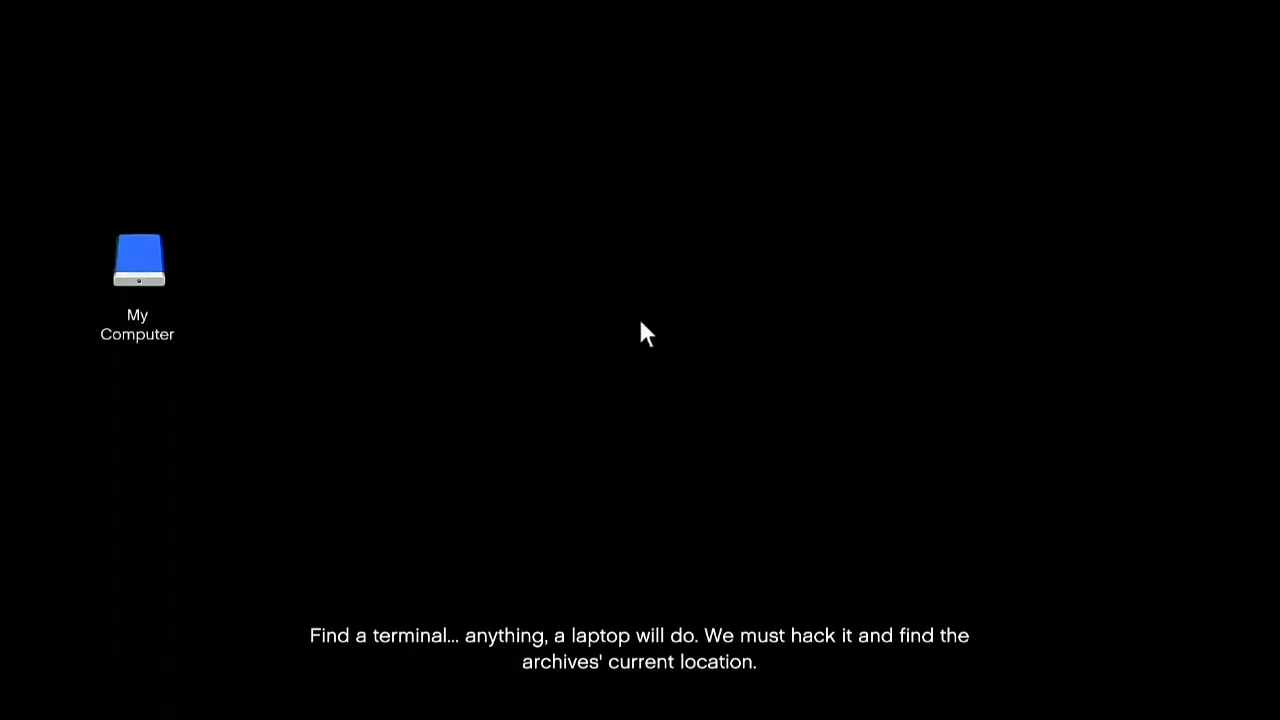 My
Computer
Find a terminal... anything, a laptop will do. We must hack it and find the
archives' current location.